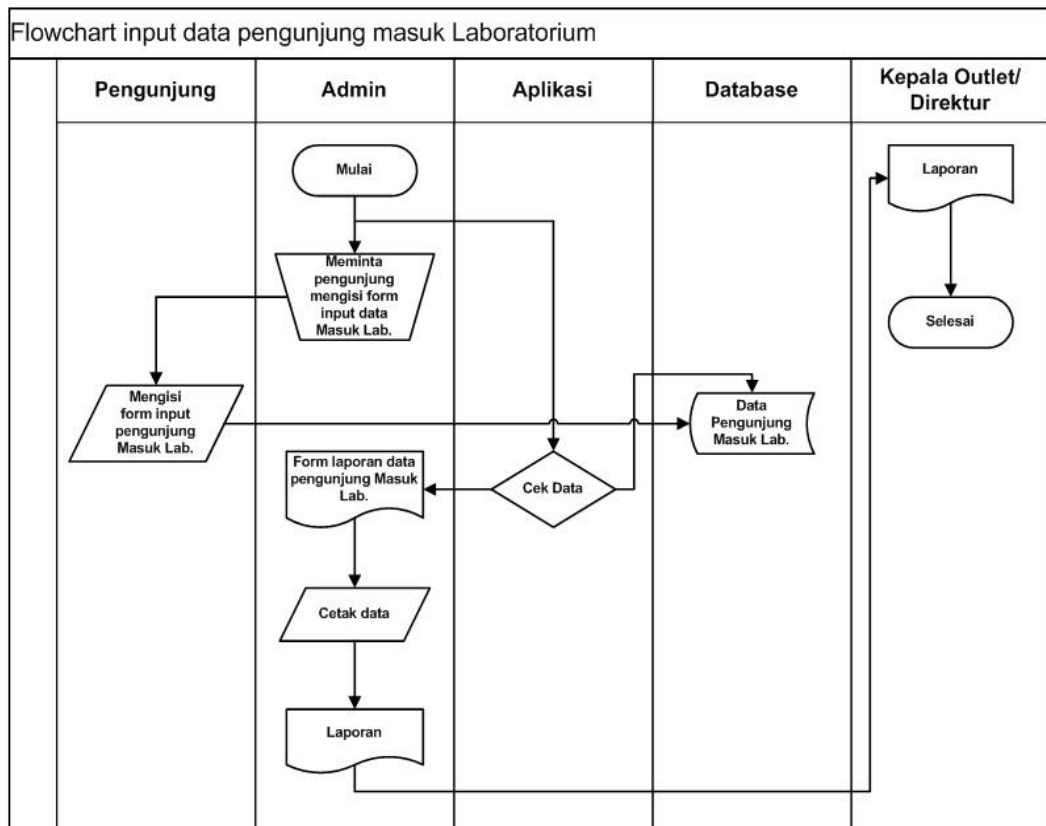 Flowchart input data pengunjung masuk Laboratorium
Pengunjung
Admin
Aplikasi
Database
Kepala Outlet/
Direktur
Mulai
Meminta
pengunjung
mengisi form
input data
Masuk Lab.
Mengisi
form input
pengunjung
Masuk Lab.
Form laporan data
pengunjung Masuk
Lab.
Cetak data
Laporan
Cek Data
Data
Pengunjung
Masuk Lab.
Laporan
Selesai